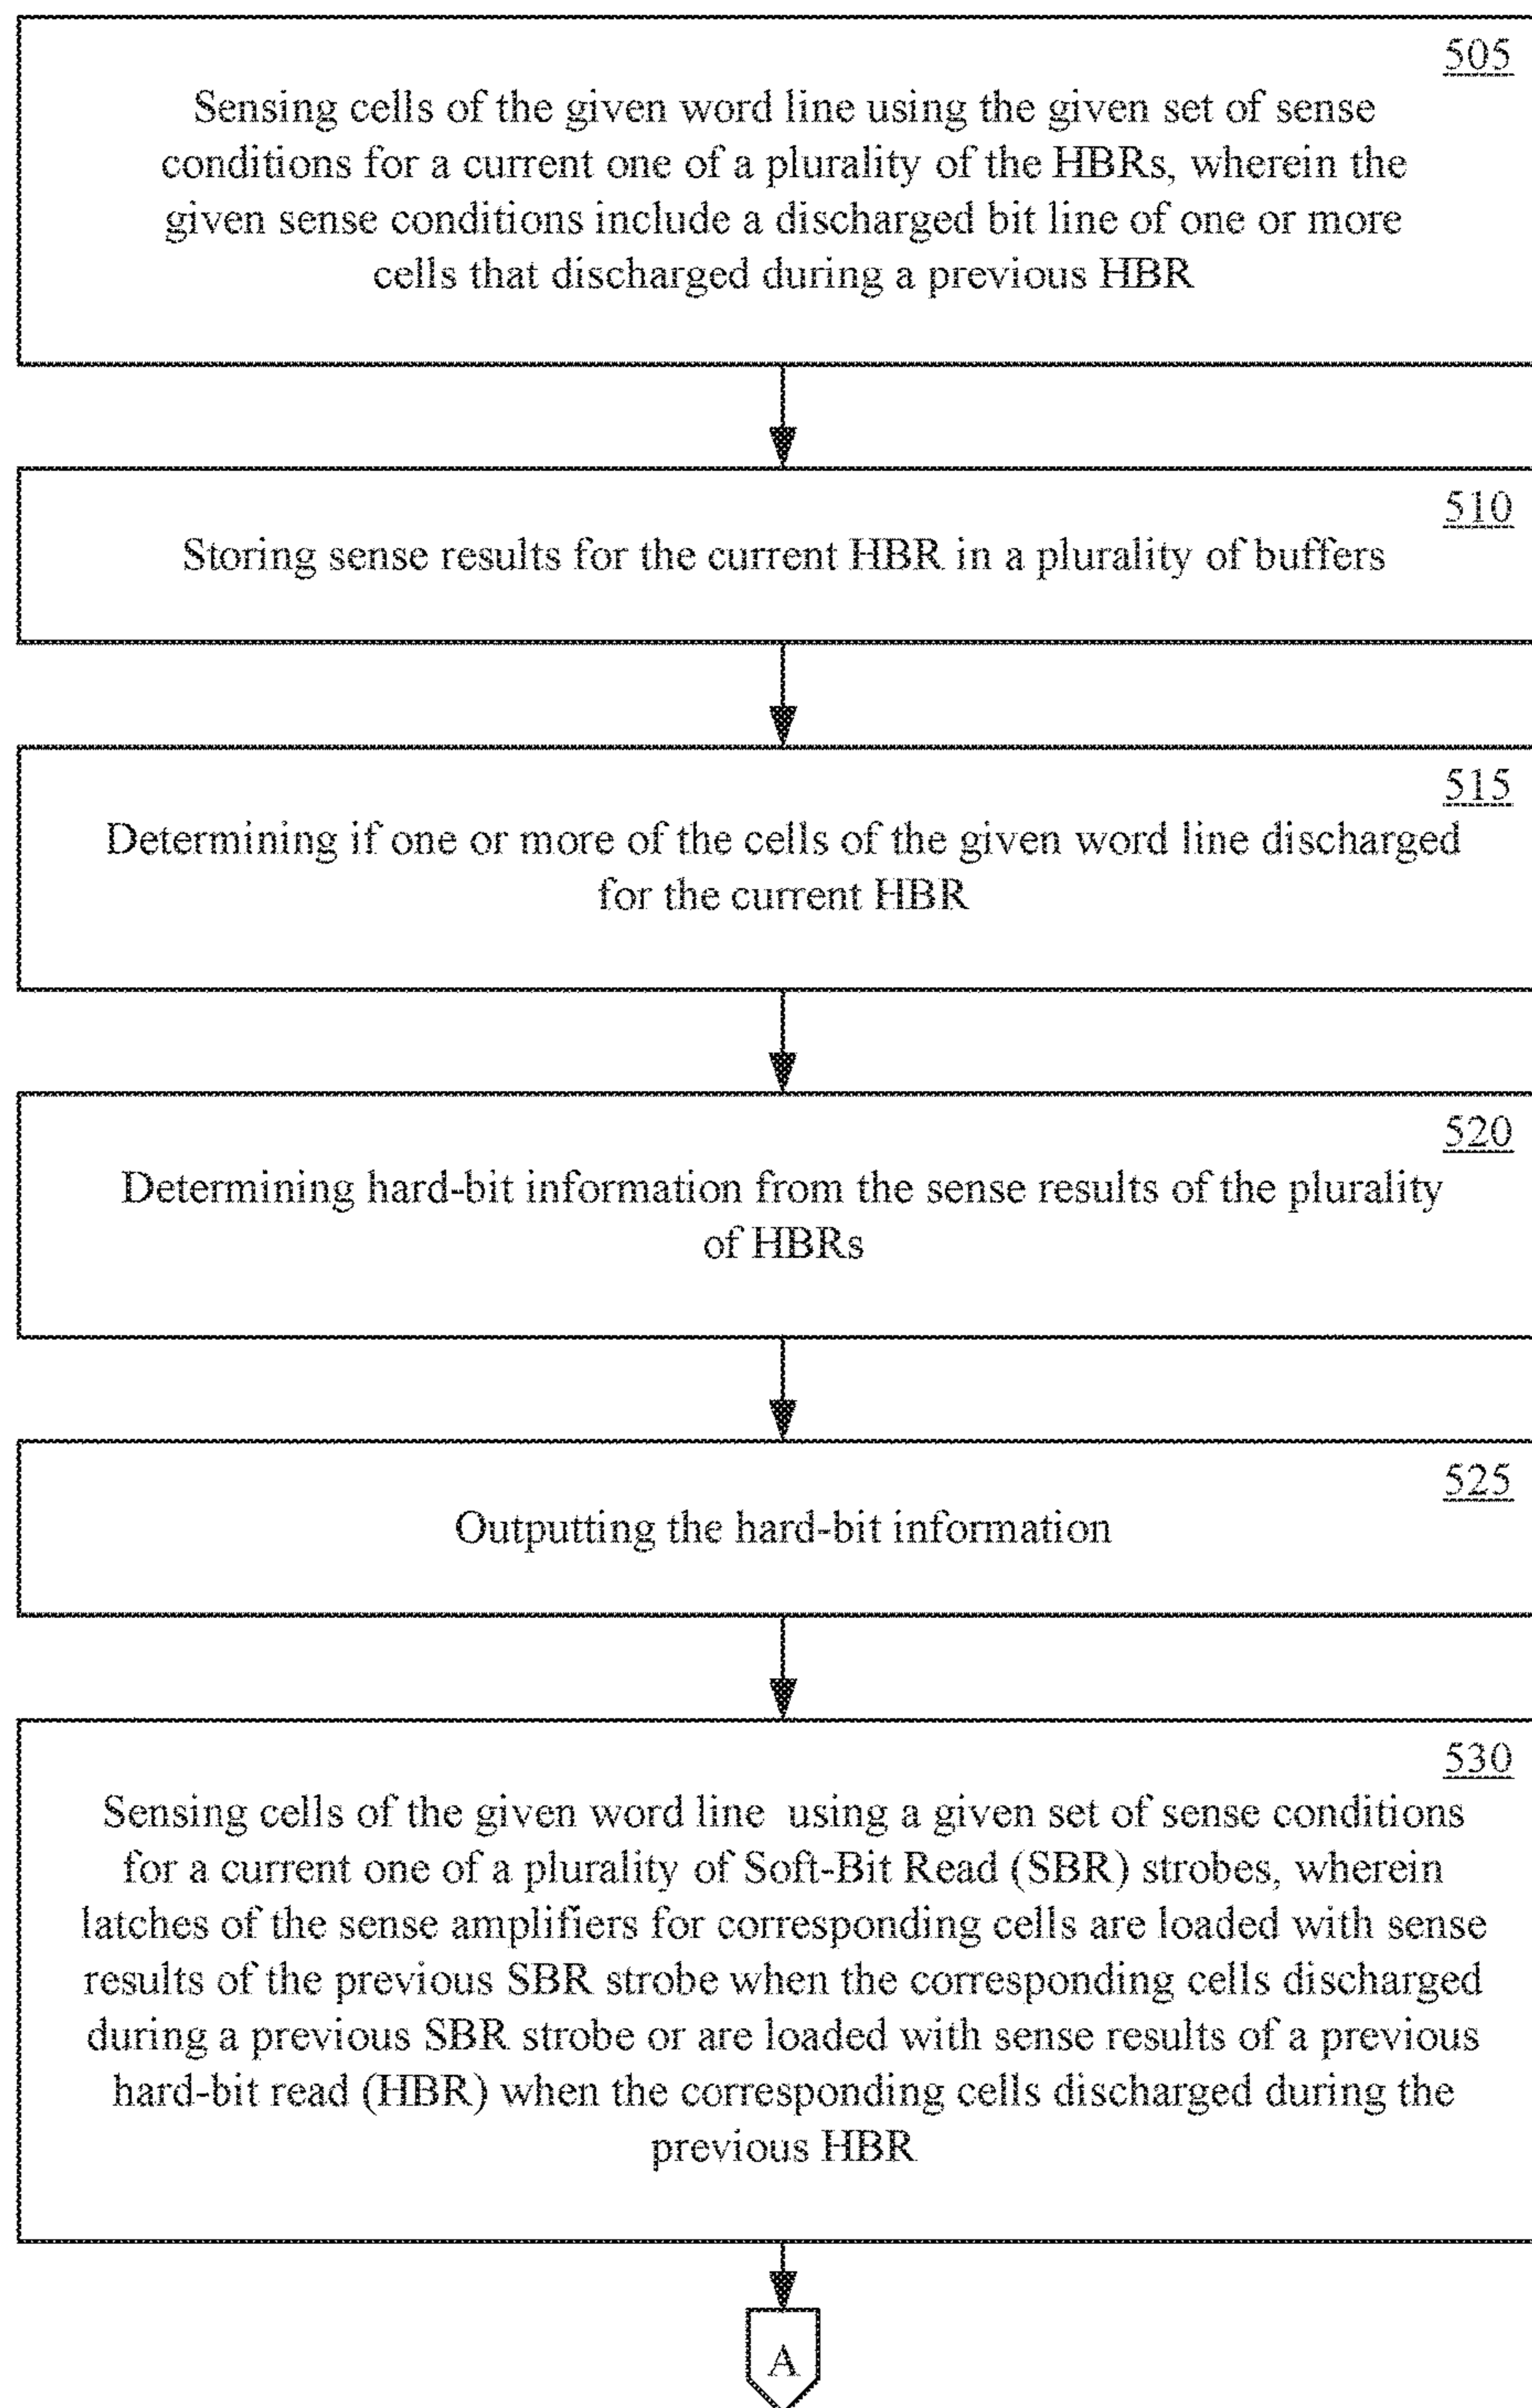 505
Sensing cells of the given word line using the given set of sense
conditions for a current one of a plurality of the HBRs, wherein the
given sense conditions include a discharged bit line of one or more
cells that discharged during a previous HBR
510
Storing sense results for the current HBR in a plurality of buffers
515
Determining if one or more of the cells of the given word line discharged
for the current HBR
520
Determining hard-bit information from the sense results of the plurality
of HBRs
525
Outputting the hard-bit information
530
Sensing cells of the given word line using a given set of sense conditions
for a current one of a plurality of Soft-Bit Read (SBR) strobes, wherein
latches of the sense amplifiers for corresponding cells are loaded with sense
results of the previous SBR strobe when the corresponding cells discharged
during a previous SBR strobe or are loaded with sense results of a previous
hard-bit read (HBR) when the corresponding cells discharged during the
previous HBR
A